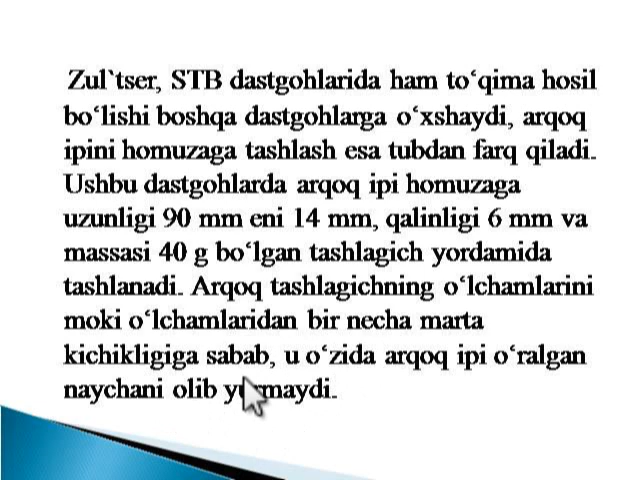 Zul`tser, STB dastgohlarida ham to‘qima hosil
bo‘lishi boshqa dastgohlarga o‘xshaydi, arqoq
ipini homuzaga tashlash esa tubdan farq qiladi.
Ushbu dastgohlarda arqoq ipi homuzaga
uzunligi 90 mm eni 14 mm, qalinligi 6 mm va
massasi 40 g bo‘lgan tashlagich yordamida
tashlanadi. Arqoq tashlagichning o‘lchamlarini
moki o‘lchamlaridan bir necha marta
kichikligiga sabab, u o‘zida arqoq ipi o‘ralgan
naychani olib